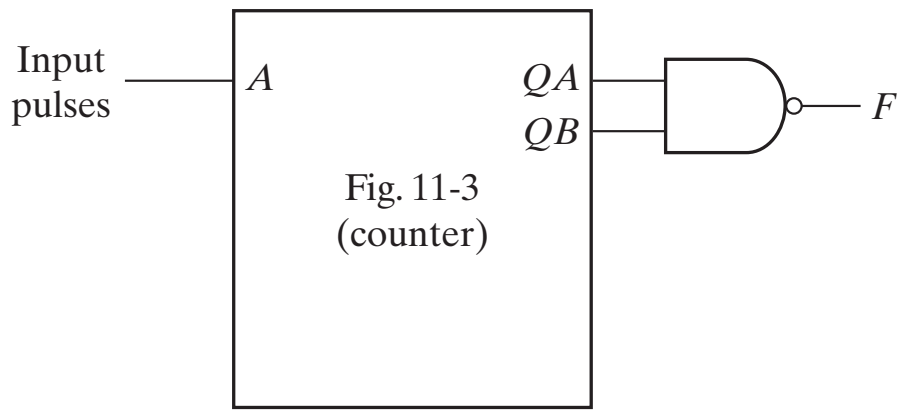 Input
pulses
A
QA
QB
F
Fig. 11-3
(counter)